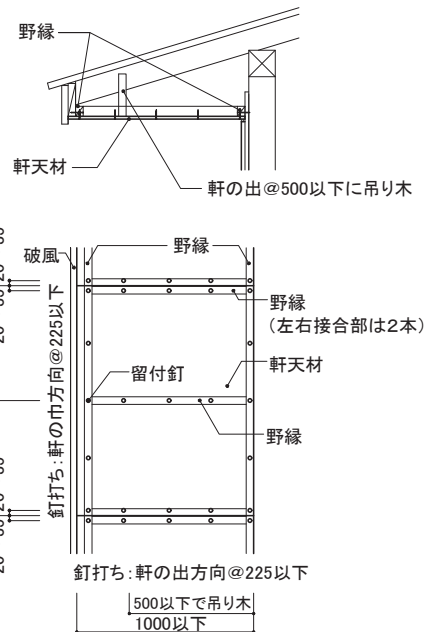 野縁
軒天材
軒の出@500以下に吊り木
破風
野縁
野縁
(左右接合部は2本)
軒天材
留付釘
野縁
釘打ち:軒の巾方向@225以下
釘打ち:軒の出方向@225以下
500以下で吊り木
1000以下
20
20
20
20